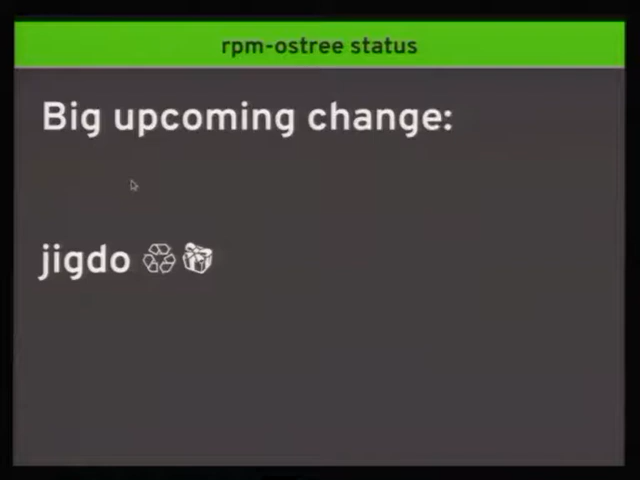 rpm-ostree status
Big upcoming change:
jigdo ♲🎁